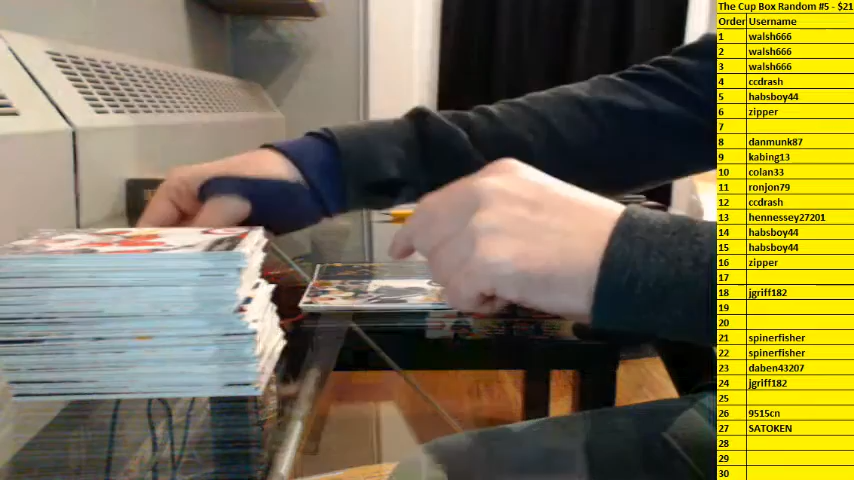 The Cup Box Random #5 - $21
Order Username
1 walsh666
2 walsh666
3 walsh666
4 ccdrash
5 habsboy44
6 zipper
7
8 danmunk87
9 kabing13
10 colan33
11 ronjon79
12 ccdrash
13 hennessey27201
14 habsboy44
15 habsboy44
16 zipper
17
18 jgriff182
19
20
21 spinerfisher
22 spinerfisher
23 daben43207
24 jgriff182
25
26 9515cn
27 SATOKEN
28
29
30